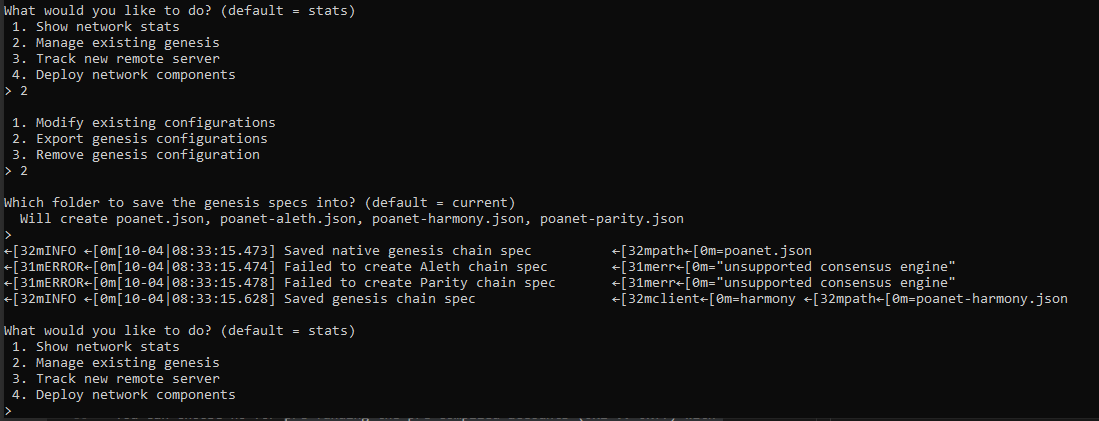 What would you like to do? (default = stats)
 1. Show network stats
 2. Manage existing genesis
 3. Track new remote server
 4. Deploy network components
> 2
 1. Modify existing configurations
 2. Export genesis configurations
 3. Remove genesis configuration
> 2
Which folder to save the genesis specs into? (default = current)
  Will create poanet.json, poanet-aleth.json, poanet-harmony.json, poanet-parity.json
>
←[32mINFO ←[0m[10-04|08:33:15.473] Saved native genesis chain spec          ←[32mpath←[0m=poanet.json
←[31mERROR←[0m[10-04|08:33:15.474] Failed to create Aleth chain spec        ←[31merr←[0m="unsupported consensus engine"
←[31mERROR←[0m[10-04|08:33:15.478] Failed to create Parity chain spec       ←[31merr←[0m="unsupported consensus engine"
←[32mINFO ←[0m[10-04|08:33:15.628] Saved genesis chain spec                 ←[32mclient←[0m=harmony ←[32mpath←[0m=poanet-harmony.json
What would you like to do? (default = stats)
 1. Show network stats
 2. Manage existing genesis
 3. Track new remote server
 4. Deploy network components
>